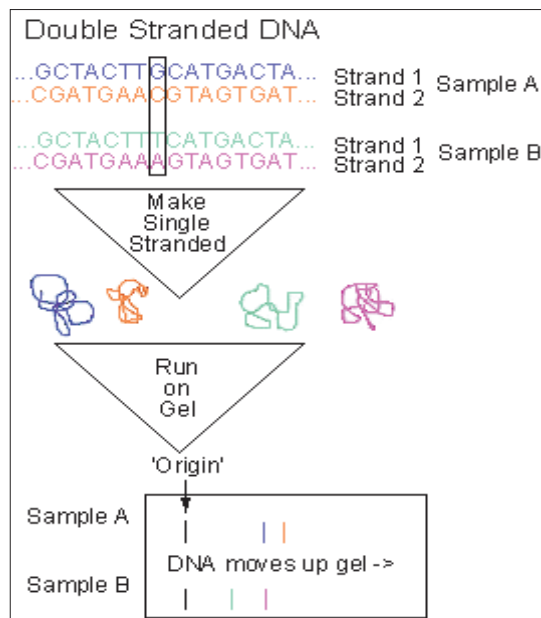 Double Stranded DNA
...GCTACTTGCATGACTA... Strand 1 Sample A
...CGATGAACGTAGTGAT... Strand 2
...GCTACTTTCATGACTA... Strand 1 Sample B
...CGATGAAAGTAGTGAT... Strand 2
Make
Single
Stranded
Run
on
Gel
'Origin'
Sample A
DNA moves up gel ->
Sample B